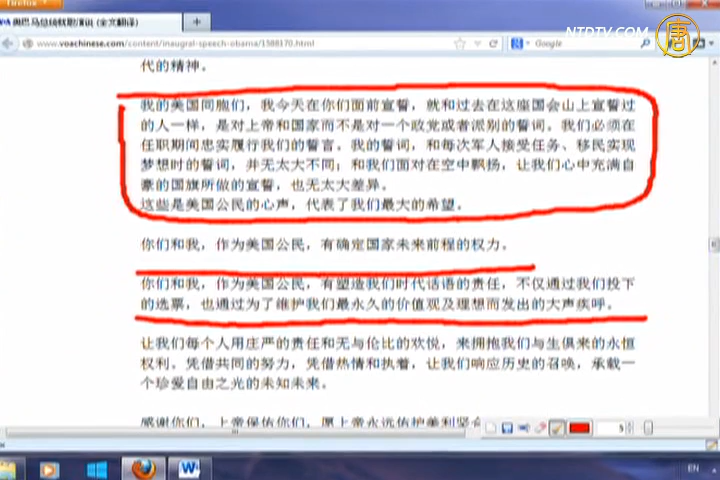 Firefox
奥巴马总统就职演讲 (全文翻译)
NTDTV.COM
唐
www.voachinese.com/content/inaugral-speech-obama/1588170.html
Google
代的精神。
我的美国同胞们，我今天在你们面前宣誓，就和过去在这座国会山上宣誓过
的人一样，是对上帝和国家而不是对一个政党或者派别的誓词。我们必须在
任职期间忠实履行我们的誓言。我的誓词，和每次军人接受任务、移民实现
梦想时的誓词，并无太大不同；和我们面对在空中飘扬，让我们心中充满自
豪的国旗所做的宣誓，也无太大差异。
这些是美国公民的心声，代表了我们最大的希望。
你们和我，作为美国公民，有确定国家未来前程的权力。
你们和我，作为美国公民，有塑造我们时代话语的责任，不仅通过我们投下
的选票，也通过为了维护我们最永久的价值观及理想而发出的大声疾呼。
让我们每个人用庄严的责任和无与伦比的欢悦，来拥抱我们与生俱来的永恒
权利。凭借共同的努力，凭借热情和执着，让我们响应历史的召唤，承载一
个珍爱自由之光的未知未来。
感谢你们，上帝保佑你们，愿上帝永远佑护美利坚合
5
W
EN